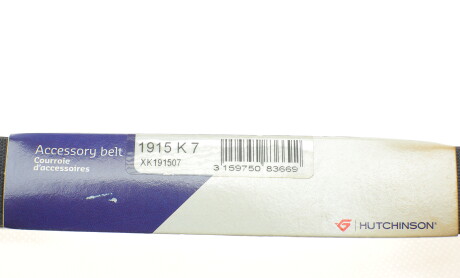 Accessory belt
Courroie
d'accessoires
1915 K 7
XK191507
3 159750 83669
HUTCHINSON®